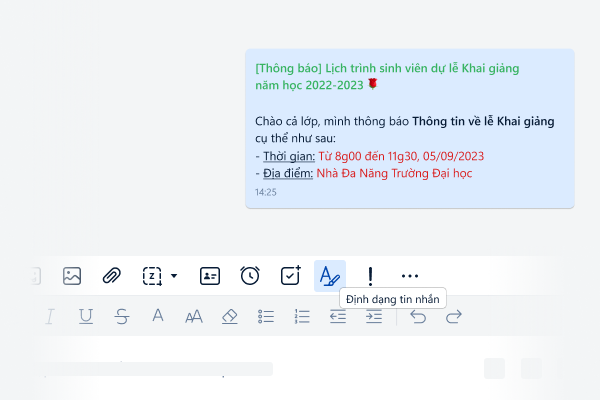 [Thông báo] Lịch trình sinh viên dự lễ Khai giảng
năm học 2022-2023
Chào cả lớp, mình thông báo Thông tin về lễ Khai giảng
cụ thể như sau:
- Thời gian: Từ 8g00 đến 11g30, 05/09/2023
- Địa điểm: Nhà Đa Năng Trường Đại học
14:25
Định dạng tin nhắn